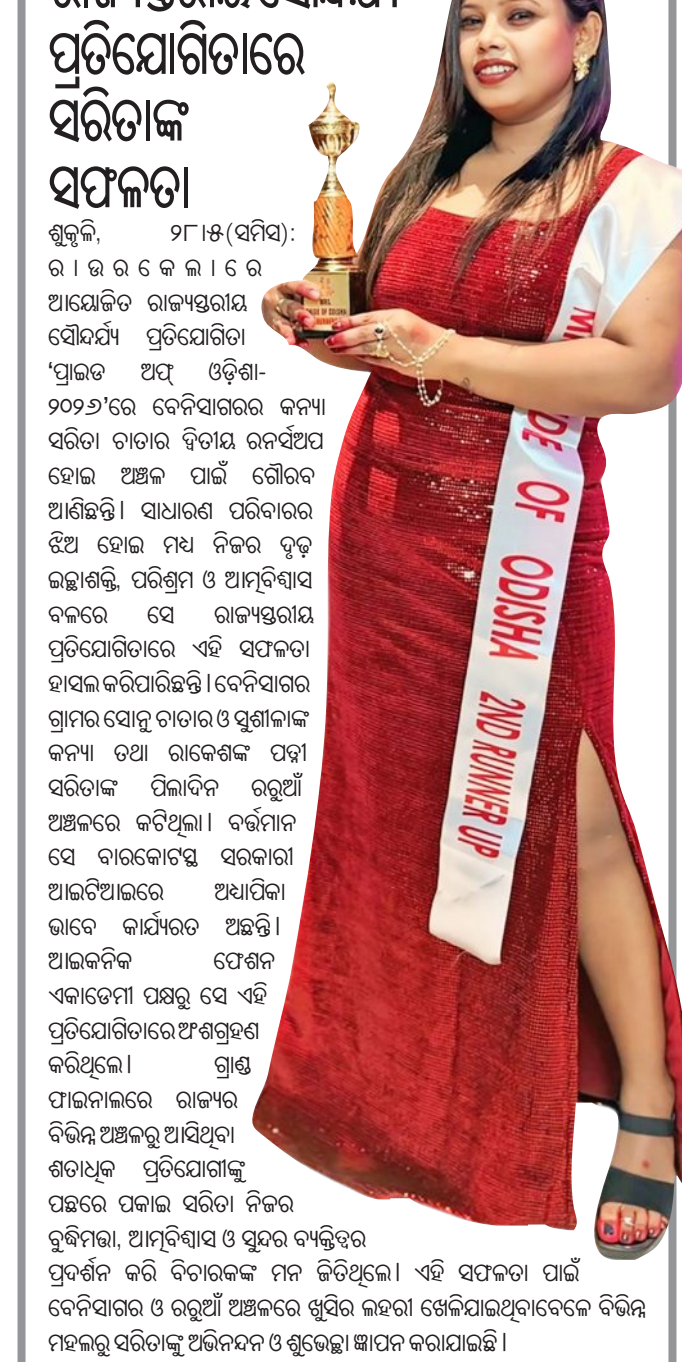 ରାଜ୍ୟସ୍ତରୀୟ ସୌନ୍ଦର୍ଯ୍ୟ
ପ୍ରତିଯୋଗିତାରେ
ସରିତାଙ୍କ
ସଫଳତା
ଶୁକୃଳି, ୨୮।୫(ସମିସ):
ରାଉରକେଲାରେ
ଆୟୋଜିତ ରାଜ୍ୟସ୍ତରୀୟ
ସୌନ୍ଦର୍ଯ୍ୟ ପ୍ରତିଯୋଗିତା
‘ପ୍ରାଇଡ ଅଫ୍ ଓଡ଼ିଶା-
୨୦୨୬’ରେ ବେନିସାଗରର କନ୍ୟା
ସରିତା ଚାତାର ଦ୍ୱିତୀୟ ରନର୍ସଅପ
ହୋଇ ଅଞ୍ଚଳ ପାଇଁ ଗୌରବ
ଆଣିଛନ୍ତି। ସାଧାରଣ ପରିବାରର
ଝିଅ ହୋଇ ମଧ୍ୟ ନିଜର ଦୃଢ଼
ଇଚ୍ଛାଶକ୍ତି, ପରିଶ୍ରମ ଓ ଆତ୍ମବିଶ୍ୱାସ
ବଳରେ ସେ ରାଜ୍ୟସ୍ତରୀୟ
ପ୍ରତିଯୋଗିତାରେ ଏହି ସଫଳତା
ହାସଲ କରିପାରିଛନ୍ତି। ବେନିସାଗର
ଗ୍ରାମର ସୋନୁ ଚାତାର ଓ ସୁଶୀଳାଙ୍କ
କନ୍ୟା ତଥା ରାକେଶଙ୍କ ପତ୍ନୀ
ସରିତାଙ୍କ ପିଲାଦିନ ରରୁଆଁ
ଅଞ୍ଚଳରେ କଟିଥିଲା। ବର୍ତ୍ତମାନ
ସେ ବାରକୋଟସ୍ଥ ସରକାରୀ
ଆଇଟିଆଇରେ ଅଧ୍ୟାପିକା
ଭାବେ କାର୍ଯ୍ୟରତ ଅଛନ୍ତି।
ଆଇକନିକ ଫେଶନ
ଏକାଡେମୀ ପକ୍ଷରୁ ସେ ଏହି
ପ୍ରତିଯୋଗିତାରେ ଅଂଶଗ୍ରହଣ
କରିଥିଲେ। ଗ୍ରାଣ୍ଡ
ଫାଇନାଲରେ ରାଜ୍ୟର
ବିଭିନ୍ନ ଅଞ୍ଚଳରୁ ଆସିଥିବା
ଶତାଧିକ ପ୍ରତିଯୋଗୀଙ୍କୁ
ପଛରେ ପକାଇ ସରିତା ନିଜର
ବୁଦ୍ଧିମତ୍ତା, ଆତ୍ମବିଶ୍ୱାସ ଓ ସୁନ୍ଦର ବ୍ୟକ୍ତିତ୍ୱର
ପ୍ରଦର୍ଶନ କରି ବିଚାରକଙ୍କ ମନ ଜିତିଥିଲେ। ଏହି ସଫଳତା ପାଇଁ
ବେନିସାଗର ଓ ରରୁଆଁ ଅଞ୍ଚଳରେ ଖୁସିର ଲହରୀ ଖେଳିଯାଇଥିବାବେଳେ ବିଭିନ୍ନ
ମହଲରୁ ସରିତାଙ୍କୁ ଅଭିନନ୍ଦନ ଓ ଶୁଭେଚ୍ଛା ଜ୍ଞାପନ କରାଯାଇଛି।
OF ODISHA 2ND RUNNER UP